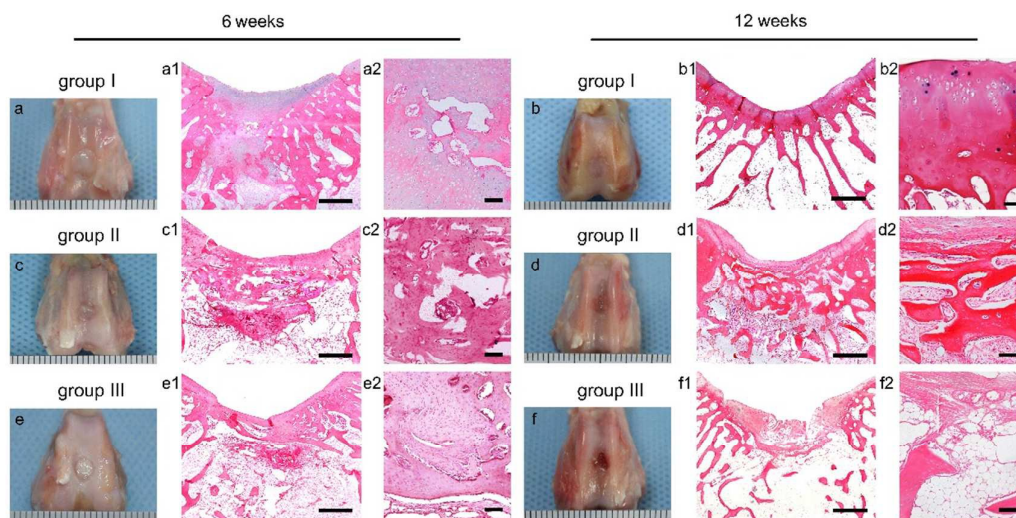 6 weeks
12 weeks
group I
a
a1
a2
group I
b
b1
b2
group II
c
c1
c2
group II
d
d1
d2
group III
e
e1
e2
group III
f
f1
f2